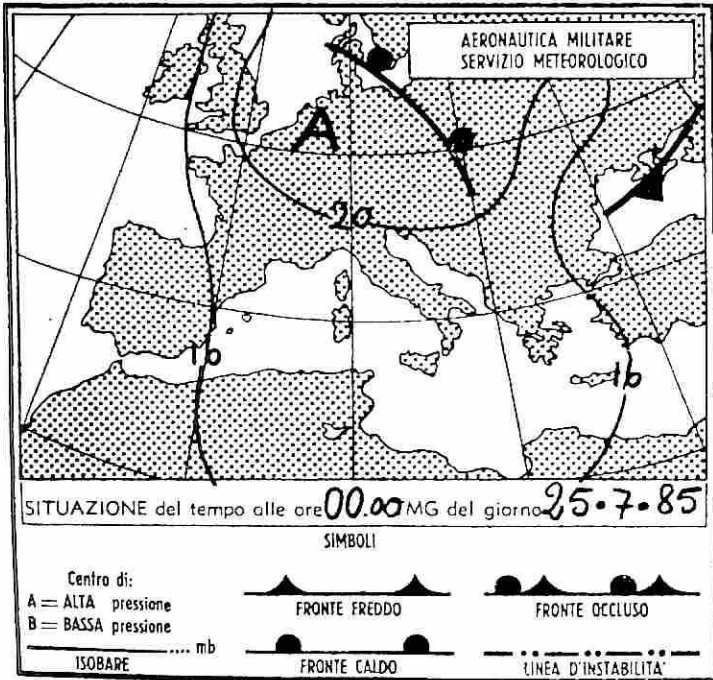 AERONAUTICA MILITARE
SERVIZIO METEOROLOGICO
A
20
16
16
SITUAZIONE del tempo alle ore 00.00 MG del giorno 25·7·85
SIMBOLI
Centro di:
A = ALTA pressione
B = BASSA pressione
.... mb
ISOBARE
FRONTE FREDDO
FRONTE OCCLUSO
FRONTE CALDO
LINEA D'INSTABILITA'